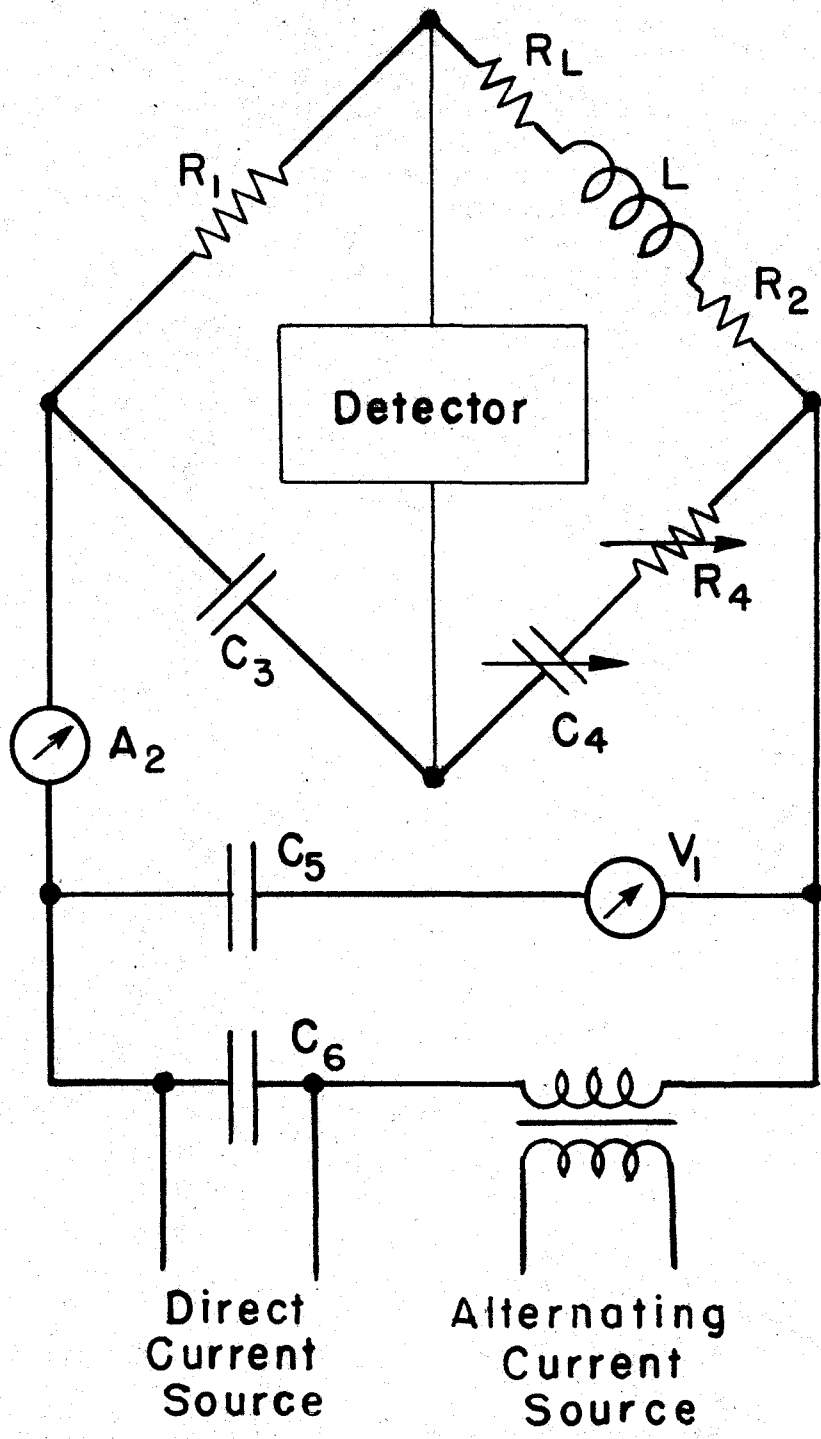 R_L
R_1
L
R_2
Detector
R_4
C_3
C_4
A_2
C_5
V_1
C_6
Direct
Current
Source
Alternating
Current
Source